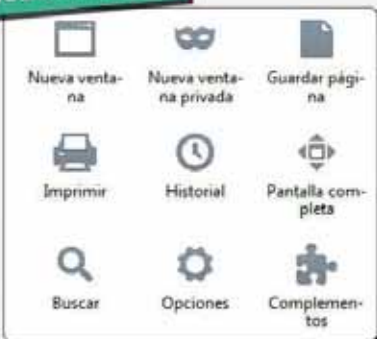 Nueva venta-
na
Nueva venta-
na privada
Guardar pági-
na
Imprimir
Historial
Pantalla com-
pleta
Buscar
Opciones
Complemen-
tos